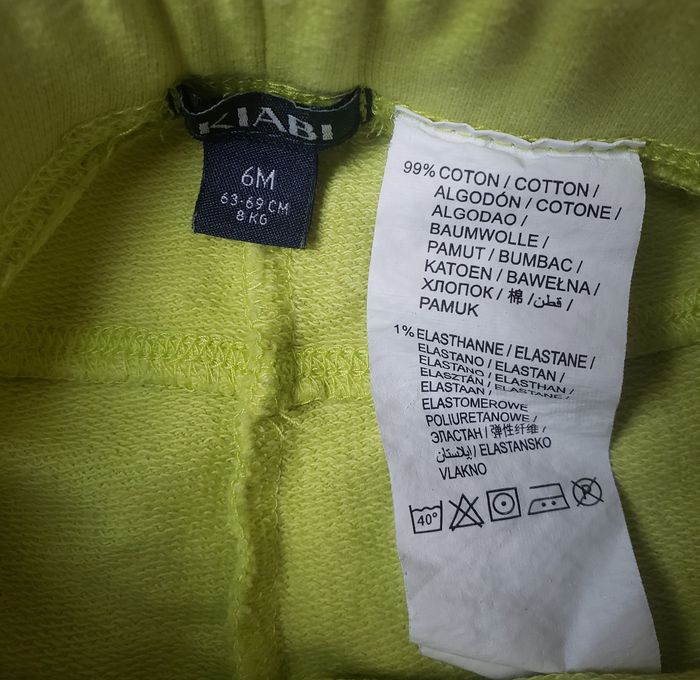 KIABI
6M
63-69 CM
8 KG
99% COTON / COTTON /
ALGODÓN / COTONE /
ALGODAO /
BAUMWOLLE /
PAMUT / BUMBAC /
KATOEN / BAWEŁNA /
ХЛОПОК / 棉 / قطن /
PAMUK
1% ELASTHANNE / ELASTANE /
ELASTANO / ELASTAN /
ELASTANO / ELASTHAN /
ELASZTÁN / ELASTANE /
ELASTAAN /
ELASTOMEROWE
POLIURETANOWE /
ЭЛАСТАН / 弹性纤维 /
إيلاستان / ELASTANSKO
VLAKNO
40°
P